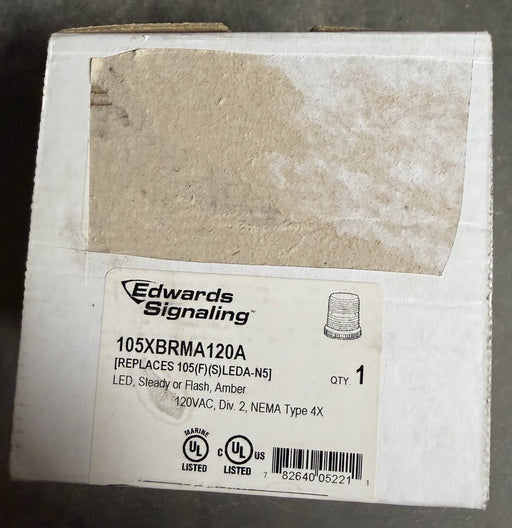 Edwards
Signaling™
105XBRMA120A
[REPLACES 105(F)(S)LEDA-N5]
LED, Steady or Flash, Amber
120VAC, Div. 2, NEMA Type 4X
QTY 1
MARINE
UL
LISTED
C UL US
LISTED
7 82640 05221 1